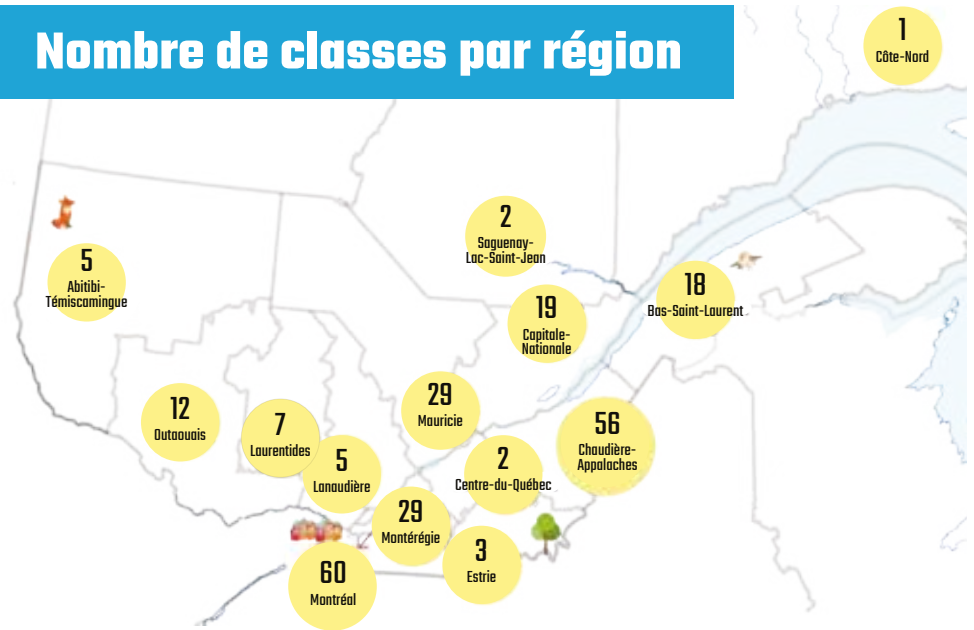 Nombre de classes par région
1
Côte-Nord
2
Saguenay-
Lac-Saint-Jean
5
Abitibi-
Témiscamingue
18
Bas-Saint-Laurent
19
Capitale-
Nationale
29
Mauricie
12
Outaouais
7
Laurentides
56
Chaudière-
Appalaches
5
Lanaudière
2
Centre-du-Québec
29
Montérégie
3
Estrie
60
Montréal